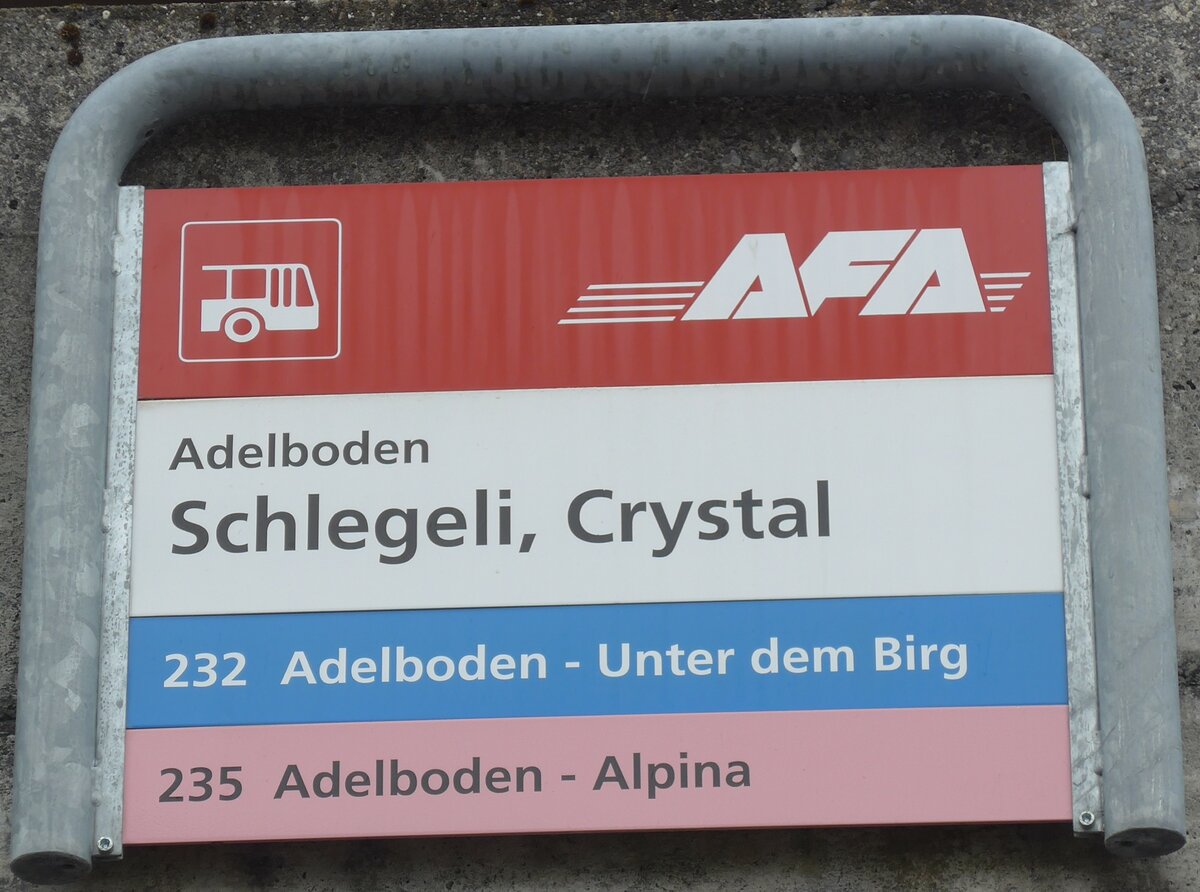 AFA
Adelboden
Schlegeli, Crystal
232 Adelboden - Unter dem Birg
235 Adelboden - Alpina